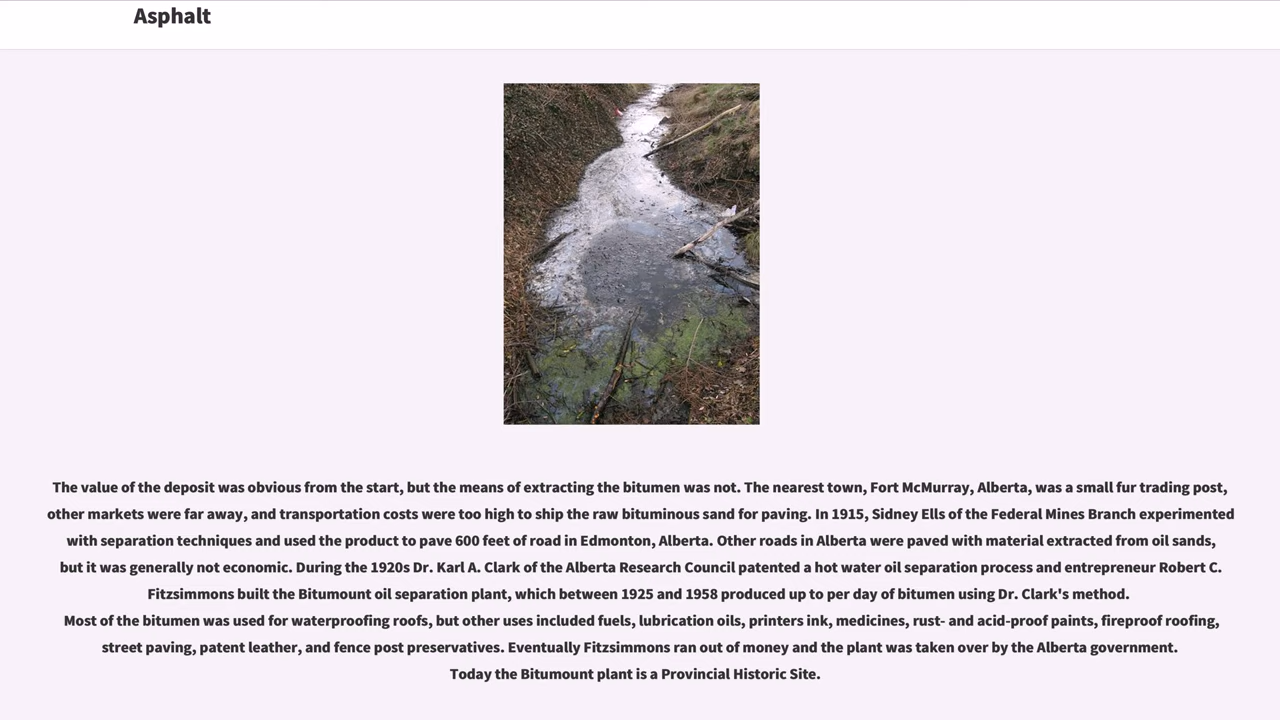 Asphalt
The value of the deposit was obvious from the start, but the means of extracting the bitumen was not. The nearest town, Fort McMurray, Alberta, was a small fur trading post,
other markets were far away, and transportation costs were too high to ship the raw bituminous sand for paving. In 1915, Sidney Ells of the Federal Mines Branch experimented
with separation techniques and used the product to pave 600 feet of road in Edmonton, Alberta. Other roads in Alberta were paved with material extracted from oil sands,
but it was generally not economic. During the 1920s Dr. Karl A. Clark of the Alberta Research Council patented a hot water oil separation process and entrepreneur Robert C.
Fitzsimmons built the Bitumount oil separation plant, which between 1925 and 1958 produced up to per day of bitumen using Dr. Clark's method.
Most of the bitumen was used for waterproofing roofs, but other uses included fuels, lubrication oils, printers ink, medicines, rust- and acid-proof paints, fireproof roofing,
street paving, patent leather, and fence post preservatives. Eventually Fitzsimmons ran out of money and the plant was taken over by the Alberta government.
Today the Bitumount plant is a Provincial Historic Site.